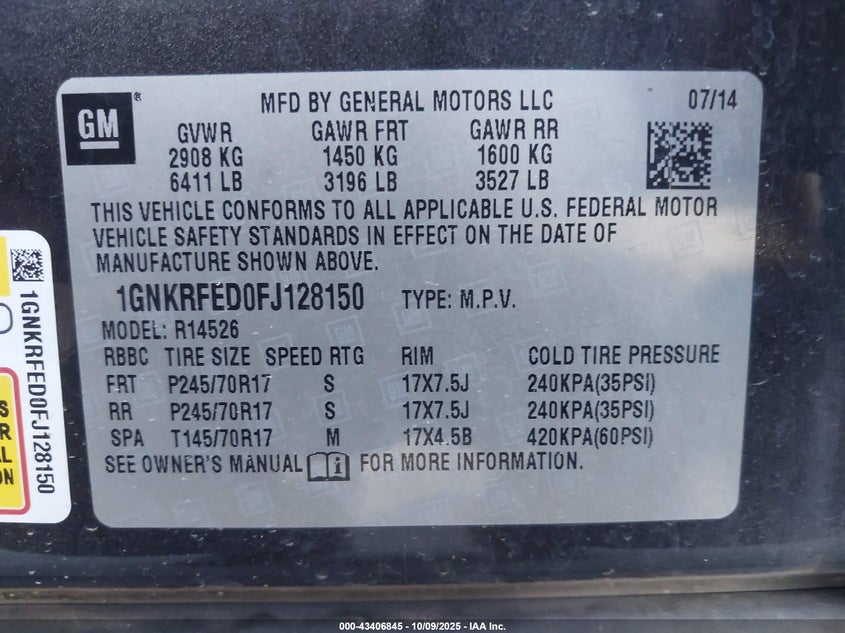 GM
MFD BY GENERAL MOTORS LLC 07/14
GVWR GAWR FRT GAWR RR
2908 KG 1450 KG 1600 KG
6411 LB 3196 LB 3527 LB
THIS VEHICLE CONFORMS TO ALL APPLICABLE U.S. FEDERAL MOTOR
VEHICLE SAFETY STANDARDS IN EFFECT ON THE DATE OF
MANUFACTURE SHOWN ABOVE.
1GNKRFED0FJ128150 TYPE: M.P.V.
MODEL: R14526
RBBC TIRE SIZE SPEED RTG RIM COLD TIRE PRESSURE
FRT P245/70R17 S 17X7.5J 240KPA(35PSI)
RR P245/70R17 S 17X7.5J 240KPA(35PSI)
SPA T145/70R17 M 17X4.5B 420KPA(60PSI)
SEE OWNER'S MANUAL FOR MORE INFORMATION.
1GNKRFED0FJ128150
000-43406845 - 10/09/2025 - IAA Inc.